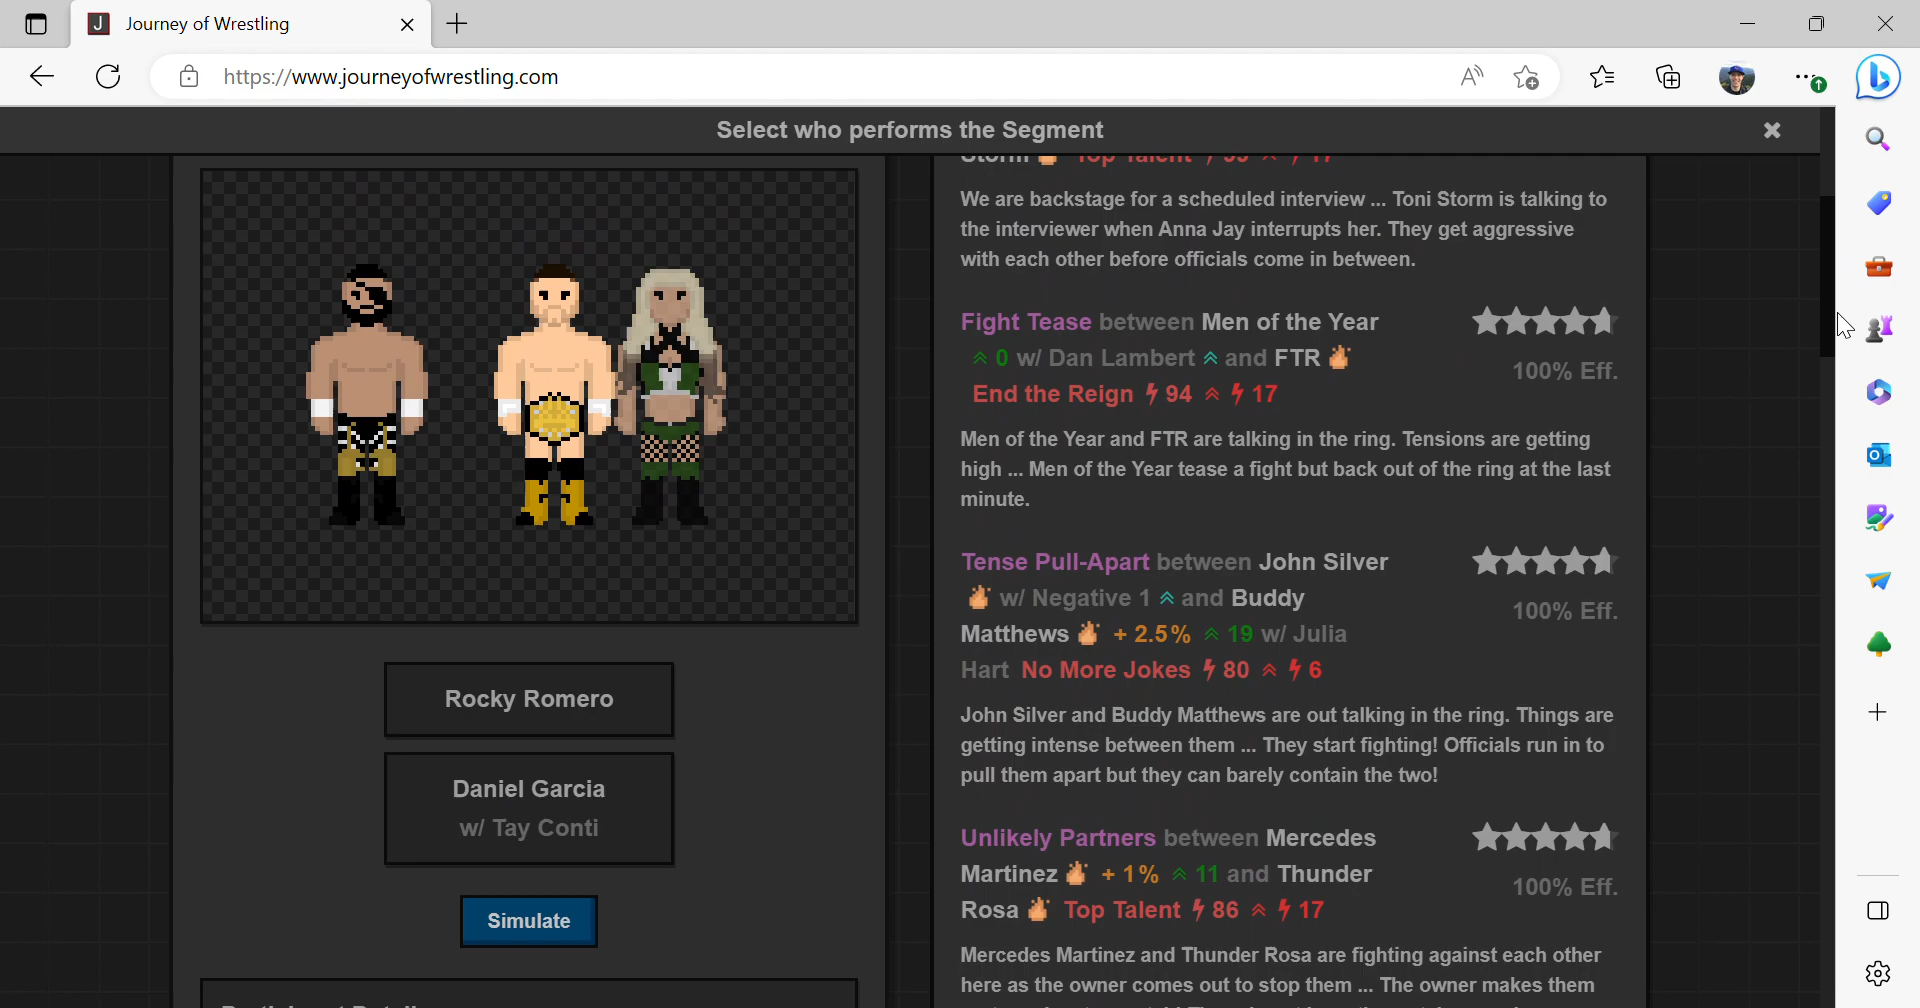 Journey of Wrestling
https://www.journeyofwrestling.com
Select who performs the Segment
Rocky Romero
Daniel Garcia
w/ Tay Conti
Simulate
Storm Top Talent 99 17
We are backstage for a scheduled interview ... Toni Storm is talking to
the interviewer when Anna Jay interrupts her. They get aggressive
with each other before officials come in between.
Fight Tease between Men of the Year
0 w/ Dan Lambert and FTR
End the Reign 94 17
100% Eff.
Men of the Year and FTR are talking in the ring. Tensions are getting
high ... Men of the Year tease a fight but back out of the ring at the last
minute.
Tense Pull-Apart between John Silver
w/ Negative 1 and Buddy
Matthews + 2.5% 19 w/ Julia
Hart No More Jokes 80 6
100% Eff.
John Silver and Buddy Matthews are out talking in the ring. Things are
getting intense between them ... They start fighting! Officials run in to
pull them apart but they can barely contain the two!
Unlikely Partners between Mercedes
Martinez + 1% 11 and Thunder
Rosa Top Talent 86 17
100% Eff.
Mercedes Martinez and Thunder Rosa are fighting against each other
here as the owner comes out to stop them ... The owner makes them